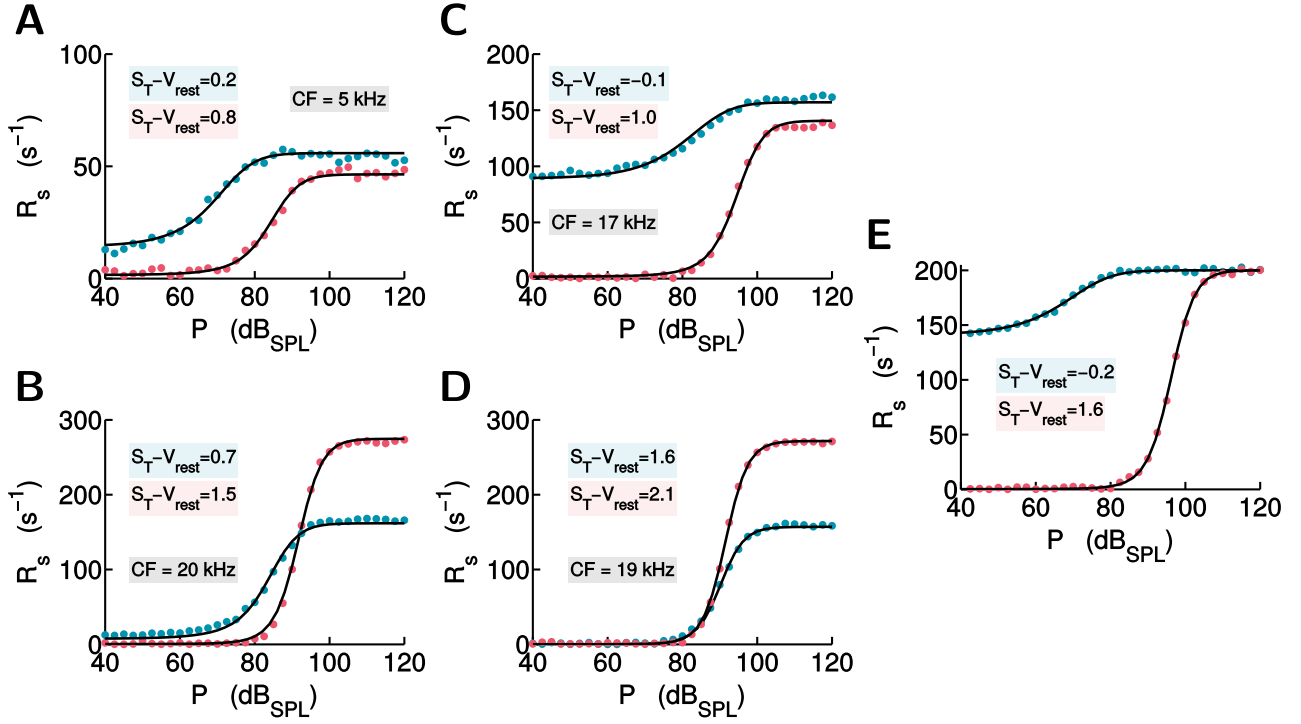 A
100
50
0
R_s (s⁻¹)
S_T−V_rest=0.2
S_T−V_rest=0.8
CF = 5 kHz
40 60 80 100 120
P (dB_SPL)
C
200
150
100
50
0
R_s (s⁻¹)
S_T−V_rest=−0.1
S_T−V_rest=1.0
CF = 17 kHz
40 60 80 100 120
P (dB_SPL)
B
300
200
100
0
R_s (s⁻¹)
S_T−V_rest=0.7
S_T−V_rest=1.5
CF = 20 kHz
40 60 80 100 120
P (dB_SPL)
D
300
200
100
0
R_s (s⁻¹)
S_T−V_rest=1.6
S_T−V_rest=2.1
CF = 19 kHz
40 60 80 100 120
P (dB_SPL)
E
200
150
100
50
0
R_s (s⁻¹)
S_T−V_rest=−0.2
S_T−V_rest=1.6
40 60 80 100 120
P (dB_SPL)